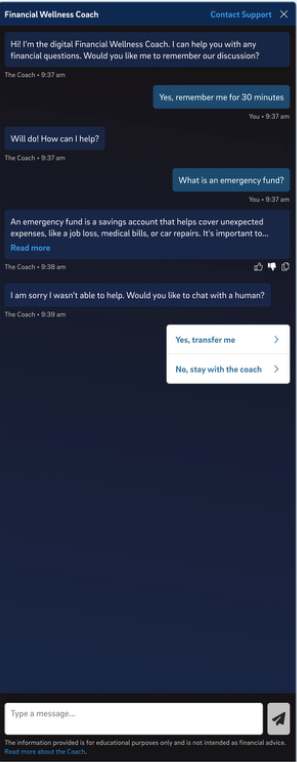 Financial Wellness Coach
Contact Support
Hi! I'm the digital Financial Wellness Coach. I can help you with any
financial questions. Would you like me to remember our discussion?
The Coach • 9:37 am
Yes, remember me for 30 minutes
You • 9:37 am
Will do! How can I help?
The Coach • 9:37 am
What is an emergency fund?
You • 9:37 am
An emergency fund is a savings account that helps cover unexpected
expenses, like a job loss, medical bills, or car repairs. It's important to...
Read more
The Coach • 9:38 am
I am sorry I wasn't able to help. Would you like to chat with a human?
The Coach • 9:39 am
Yes, transfer me
No, stay with the coach
Type a message...
The information provided is for educational purposes only and is not intended as financial advice.
Read more about the Coach.